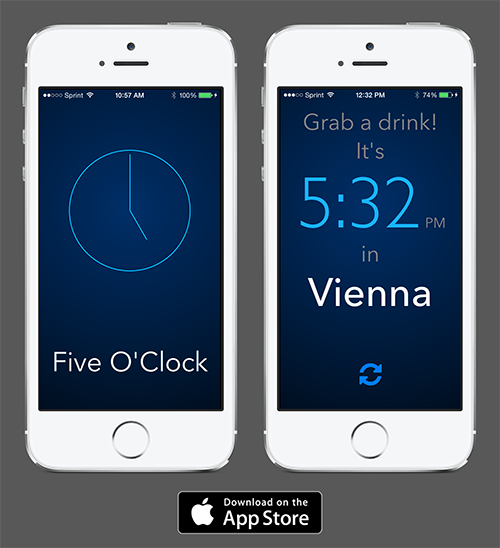 Sprint 10:57 AM 100%
Five O'Clock
Sprint 12:32 PM 74%
Grab a drink!
It's
5:32 PM
in
Vienna
Download on the
App Store